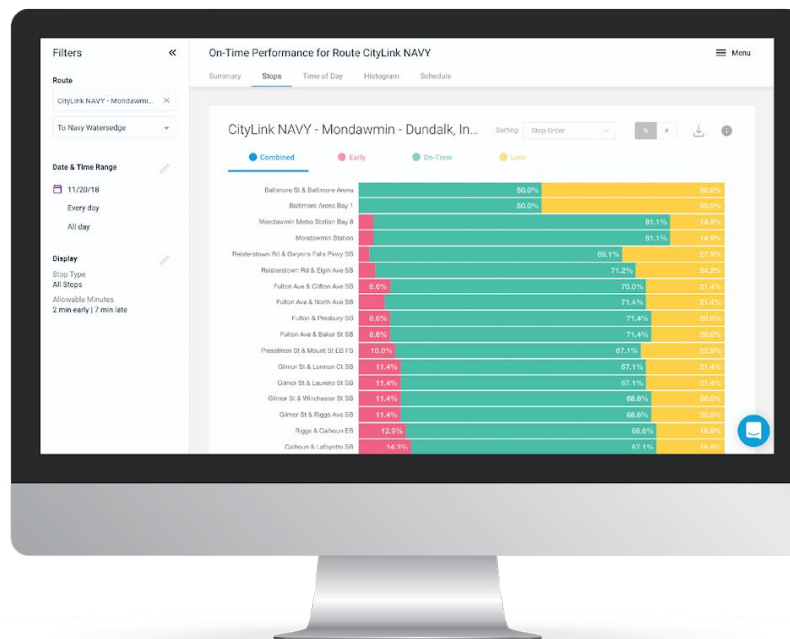 Filters «
Route
CityLink NAVY - Mondawmi... ×
To Navy Watersedge
Date & Time Range
11/20/18
Every day
All day
Display
Stop Type
All Stops
Allowable Minutes
2 min early | 7 min late
On-Time Performance for Route CityLink NAVY
Menu
Summary Stops Time of Day Histogram Schedule
CityLink NAVY - Mondawmin - Dundalk, In...
Sorting Stop Order
% #
Combined Early On-Time Late
Baltimore St & Baltimore Arena 50.0% 50.0%
Baltimore Arena Bay 1 50.0% 50.0%
Mondawmin Metro Station Bay 8 81.1% 14.9%
Mondawmin Station 81.1% 14.9%
Reisterstown Rd & Gwynns Falls Pkwy SB 69.1% 27.9%
Reisterstown Rd & Elgin Ave SB 71.2% 24.2%
Fulton Ave & Clifton Ave SB 8.6% 70.0% 21.4%
Fulton Ave & North Ave SB 71.4% 21.4%
Fulton & Presbury SB 8.6% 71.4% 20.0%
Fulton Ave & Baker St SB 8.6% 71.4% 20.0%
Presstman St & Mount St EB FS 10.0% 67.1% 22.9%
Gilmor St & Lorman Ct SB 11.4% 67.1% 21.4%
Gilmor St & Laurens St SB 11.4% 67.1% 21.4%
Gilmor St & Winchester St SB 11.4% 68.6% 20.0%
Gilmor St & Riggs Ave SB 11.4% 68.6% 20.0%
Riggs & Calhoun EB 12.9% 68.6% 18.6%
Calhoun & Lafayette SB 14.3% 67.1% 18.6%